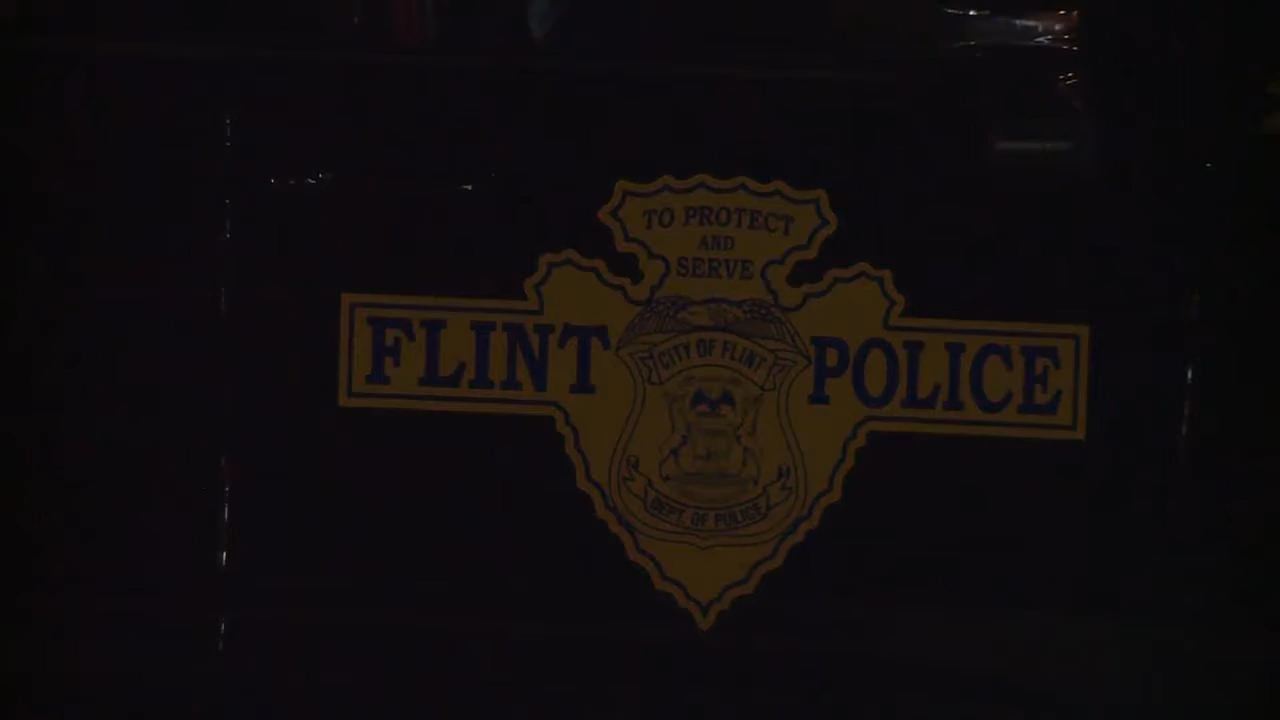 TO PROTECT
AND
SERVE
FLINT POLICE
CITY OF FLINT
DEPT. OF POLICE